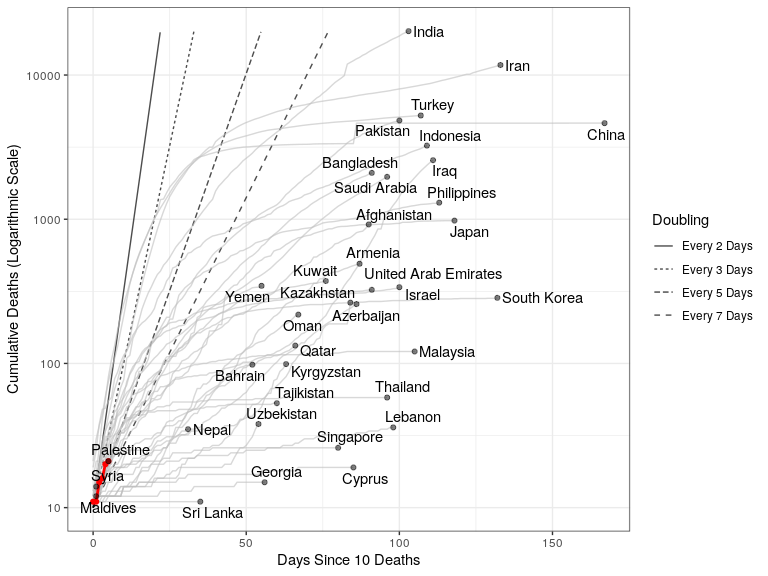 India
Iran
10000
Turkey
Pakistan
China
Indonesia
Bangladesh
Iraq
Saudi Arabia
Philippines
Afghanistan
1000
Japan
Armenia
Kuwait
United Arab Emirates
Yemen
Kazakhstan
Israel
South Korea
Azerbaijan
Oman
Qatar
Malaysia
100
Bahrain
Kyrgyzstan
Thailand
Tajikistan
Uzbekistan
Lebanon
Nepal
Singapore
Palestine
Syria
Georgia
Cyprus
10
Maldives
Sri Lanka
0
50
100
150
Days Since 10 Deaths
Cumulative Deaths (Logarithmic Scale)
Doubling
Every 2 Days
Every 3 Days
Every 5 Days
Every 7 Days